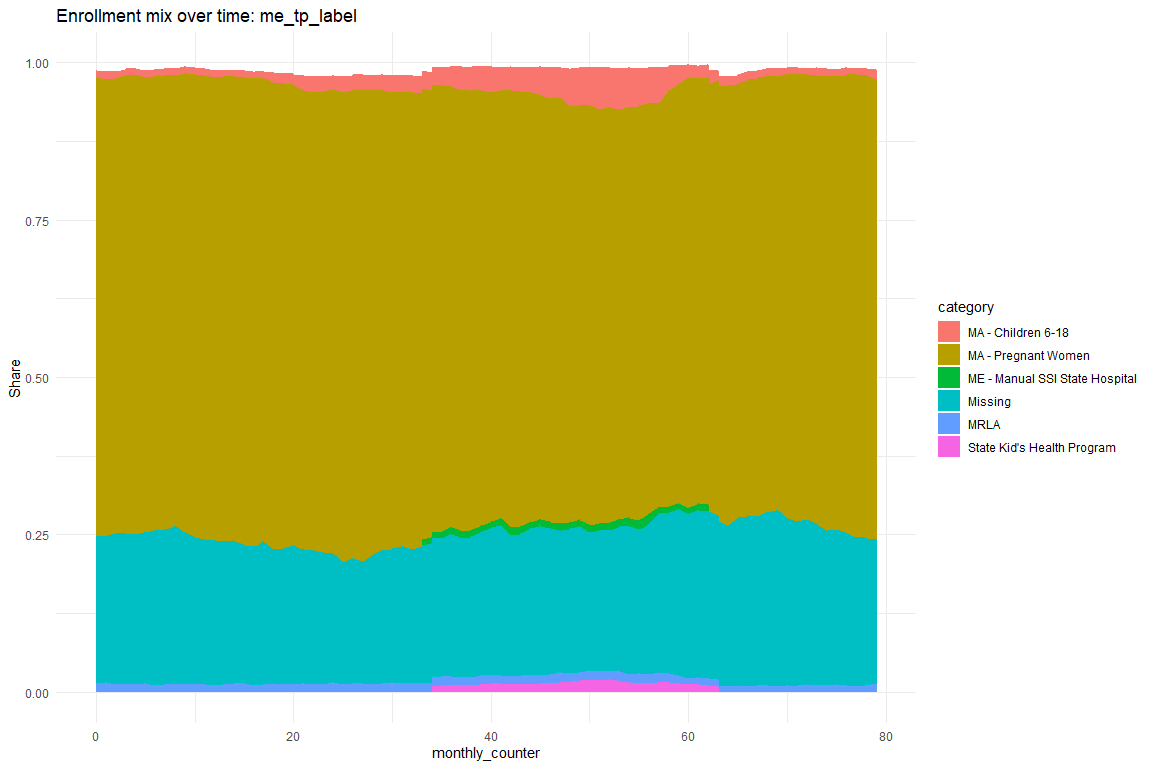 Enrollment mix over time: me_tp_label
1.00
0.75
0.50
0.25
0.00
Share
0
20
40
60
80
monthly_counter
category
MA - Children 6-18
MA - Pregnant Women
ME - Manual SSI State Hospital
Missing
MRLA
State Kid's Health Program